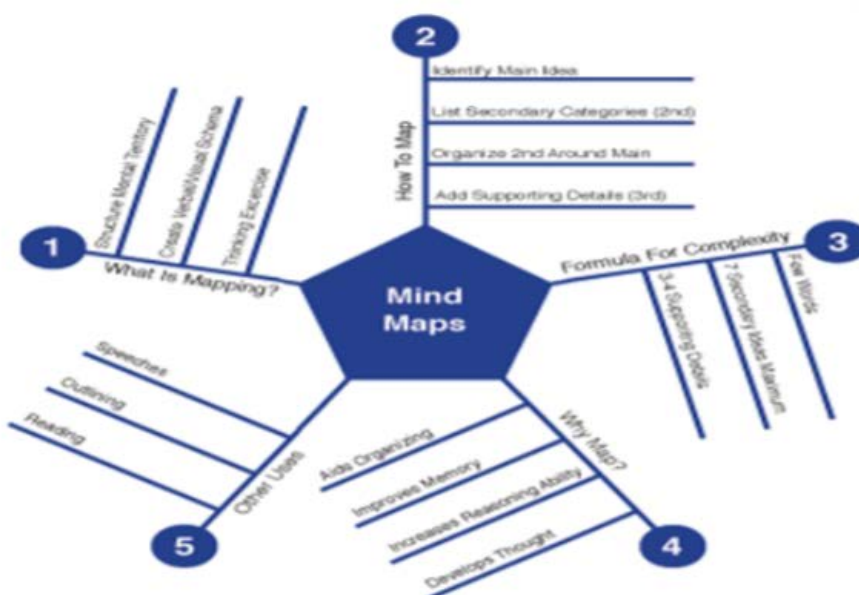 Mind
Maps
1
What Is Mapping?
Structure Mental Territory
Create Verbal/Visual Schema
Thinking Excercise
2
How To Map
Identify Main Idea
List Secondary Categories (2nd)
Organize 2nd Around Main
Add Supporting Details (3rd)
3
Formula For Complexity
3-4 Supporting Details
7 Secondary Ideas Maximum
Few Words
4
Why Map?
Aids Organizing
Improves Memory
Increases Reasoning Ability
Develops Thought
5
Other Uses
Speeches
Outlining
Reading